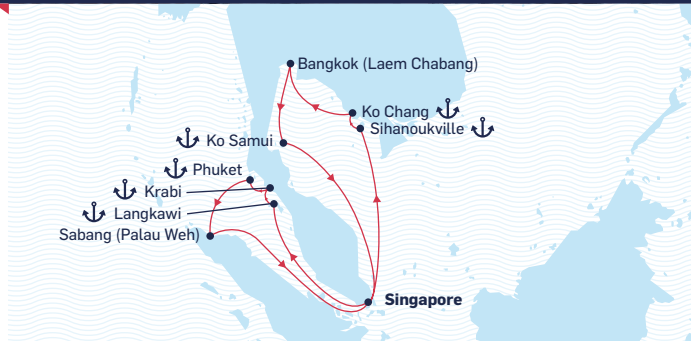 Bangkok (Laem Chabang)
Ko Chang
Sihanoukville
Ko Samui
Phuket
Krabi
Langkawi
Sabang (Palau Weh)
Singapore